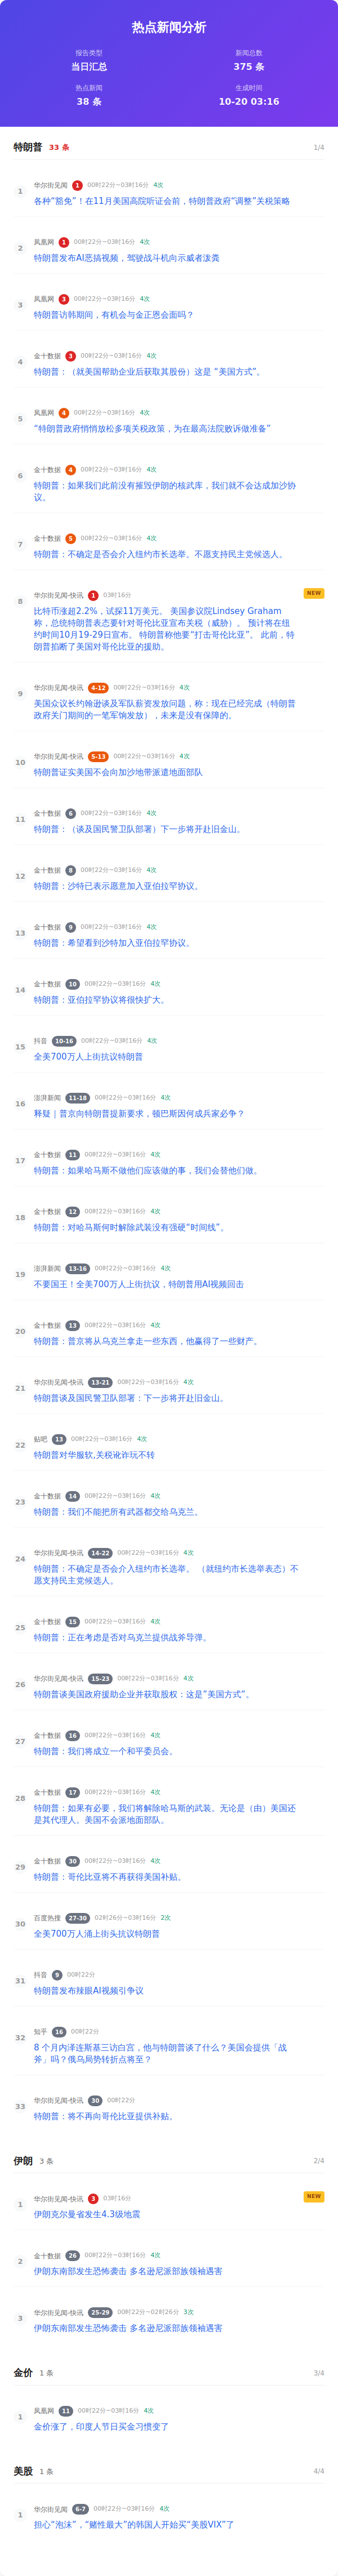 热点新闻分析
报告类型
新闻总数
当日汇总
375 条
热点新闻
生成时间
38 条
10-20 03:16
特朗普 33 条 1/4
1 华尔街见闻 1 00时22分~03时16分 4次
各种“豁免”！在11月美国高院听证会前，特朗普政府“调整”关税政策
2 凤凰网 1 00时22分~03时16分 4次
特朗普发布AI恶搞视频，驾驶战斗机向示威者泼粪
3 凤凰网 3 00时22分~03时16分 4次
特朗普访韩期间，有机会与金正恩会面吗？
4 金十数据 3 00时22分~03时16分 4次
特朗普：（就美国帮助企业后获取其股份）这是 “美国方式”。
5 凤凰网 4 00时22分~03时16分 4次
“特朗普政府悄悄放松多项关税政策，为在最高法院败诉做准备”
6 金十数据 4 00时22分~03时16分 4次
特朗普：如果我们此前没有摧毁伊朗的核武库，我们就不会达成加沙协
议。
7 金十数据 5 00时22分~03时16分 4次
特朗普：不确定是否会介入纽约市长选举。不愿支持民主党候选人。
8 华尔街见闻-快讯 1 03时16分 NEW
比特币涨超2.2%，试探11万美元。 美国参议院Lindsey Graham
称，总统特朗普表态要针对哥伦比亚宣布关税（威胁）。 预计将在纽
约时间10月19-29日宣布。 特朗普称他要“打击哥伦比亚”。 此前，特
朗普掐断了美国对哥伦比亚的援助。
9 华尔街见闻-快讯 4-12 00时22分~03时16分 4次
美国众议长约翰逊谈及军队薪资发放问题，称：现在已经完成（特朗普
政府关门期间的一笔军饷发放），未来是没有保障的。
10 华尔街见闻-快讯 5-13 00时22分~03时16分 4次
特朗普证实美国不会向加沙地带派遣地面部队
11 金十数据 6 00时22分~03时16分 4次
特朗普：（谈及国民警卫队部署）下一步将开赴旧金山。
12 金十数据 8 00时22分~03时16分 4次
特朗普：沙特已表示愿意加入亚伯拉罕协议。
13 金十数据 9 00时22分~03时16分 4次
特朗普：希望看到沙特加入亚伯拉罕协议。
14 金十数据 10 00时22分~03时16分 4次
特朗普：亚伯拉罕协议将很快扩大。
15 抖音 10-16 00时22分~03时16分 4次
全美700万人上街抗议特朗普
16 澎湃新闻 11-18 00时22分~03时16分 4次
释疑｜普京向特朗普提新要求，顿巴斯因何成兵家必争？
17 金十数据 11 00时22分~03时16分 4次
特朗普：如果哈马斯不做他们应该做的事，我们会替他们做。
18 金十数据 12 00时22分~03时16分 4次
特朗普：对哈马斯何时解除武装没有强硬“时间线”。
19 澎湃新闻 13-16 00时22分~03时16分 4次
不要国王！全美700万人上街抗议，特朗普用AI视频回击
20 金十数据 13 00时22分~03时16分 4次
特朗普：普京将从乌克兰拿走一些东西，他赢得了一些财产。
21 华尔街见闻-快讯 13-21 00时22分~03时16分 4次
特朗普谈及国民警卫队部署：下一步将开赴旧金山。
22 贴吧 13 00时22分~03时16分 4次
特朗普对华服软,关税讹诈玩不转
23 金十数据 14 00时22分~03时16分 4次
特朗普：我们不能把所有武器都交给乌克兰。
24 华尔街见闻-快讯 14-22 00时22分~03时16分 4次
特朗普：不确定是否会介入纽约市长选举。 （就纽约市长选举表态）不
愿支持民主党候选人。
25 金十数据 15 00时22分~03时16分 4次
特朗普：正在考虑是否对乌克兰提供战斧导弹。
26 华尔街见闻-快讯 15-23 00时22分~03时16分 4次
特朗普谈美国政府援助企业并获取股权：这是“美国方式”。
27 金十数据 16 00时22分~03时16分 4次
特朗普：我们将成立一个和平委员会。
28 金十数据 17 00时22分~03时16分 4次
特朗普：如果有必要，我们将解除哈马斯的武装。无论是（由）美国还
是其代理人。美国不会派地面部队。
29 金十数据 30 00时22分~03时16分 4次
特朗普：哥伦比亚将不再获得美国补贴。
30 百度热搜 27-30 02时26分~03时16分 2次
全美700万人涌上街头抗议特朗普
31 抖音 9 00时22分
特朗普发布辣眼AI视频引争议
32 知乎 16 00时22分
8 个月内泽连斯基三访白宫，他与特朗普谈了什么？美国会提供「战
斧」吗？俄乌局势转折点将至？
33 华尔街见闻-快讯 30 00时22分
特朗普：将不再向哥伦比亚提供补贴。
伊朗 3 条 2/4
1 华尔街见闻-快讯 3 03时16分 NEW
伊朗克尔曼省发生4.3级地震
2 金十数据 26 00时22分~03时16分 4次
伊朗东南部发生恐怖袭击 多名逊尼派部族领袖遇害
3 华尔街见闻-快讯 25-29 00时22分~02时26分 3次
伊朗东南部发生恐怖袭击 多名逊尼派部族领袖遇害
金价 1 条 3/4
1 凤凰网 11 00时22分~03时16分 4次
金价涨了，印度人节日买金习惯变了
美股 1 条 4/4
1 华尔街见闻 6-7 00时22分~03时16分 4次
担心“泡沫”，“赌性最大”的韩国人开始买“美股VIX”了